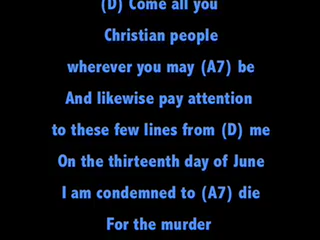 (D) Come all you
Christian people
wherever you may (A7) be
And likewise pay attention
to these few lines from (D) me
On the thirteenth day of June
I am condemned to (A7) die
For the murder